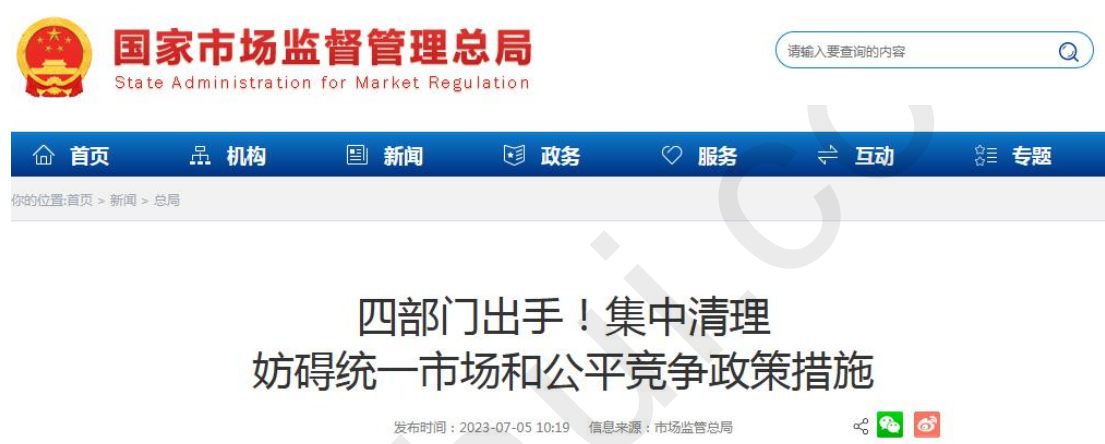 国家市场监督管理总局
State Administration for Market Regulation
请输入要查询的内容
首页 机构 新闻 政务 服务 互动 专题
你的位置:首页 > 新闻 > 总局
四部门出手！集中清理
妨碍统一市场和公平竞争政策措施
发布时间：2023-07-05 10:19 信息来源：市场监管总局